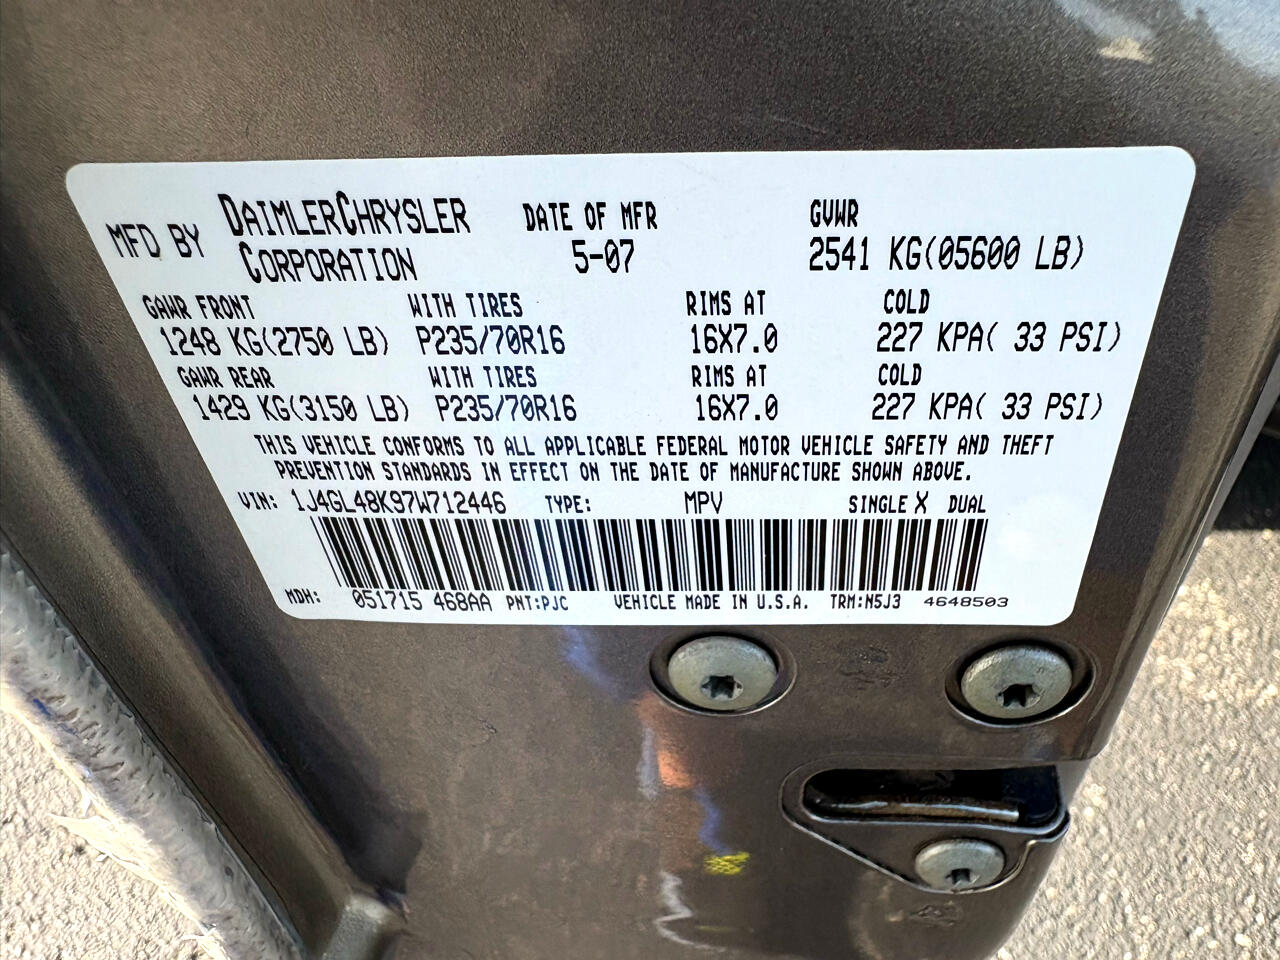 MFD BY DAIMLERCHRYSLER CORPORATION DATE OF MFR 5-07 GVWR 2541 KG(05600 LB)
GAWR FRONT WITH TIRES RIMS AT COLD
1248 KG(2750 LB) P235/70R16 16X7.0 227 KPA( 33 PSI)
GAWR REAR WITH TIRES RIMS AT COLD
1429 KG(3150 LB) P235/70R16 16X7.0 227 KPA( 33 PSI)
THIS VEHICLE CONFORMS TO ALL APPLICABLE FEDERAL MOTOR VEHICLE SAFETY AND THEFT
PREVENTION STANDARDS IN EFFECT ON THE DATE OF MANUFACTURE SHOWN ABOVE.
VIN: 1J4GL48K97W712446 TYPE: MPV SINGLE X DUAL
MDH: 051715 468AA PNT:PJC VEHICLE MADE IN U.S.A. TRM:N5J3 4648503